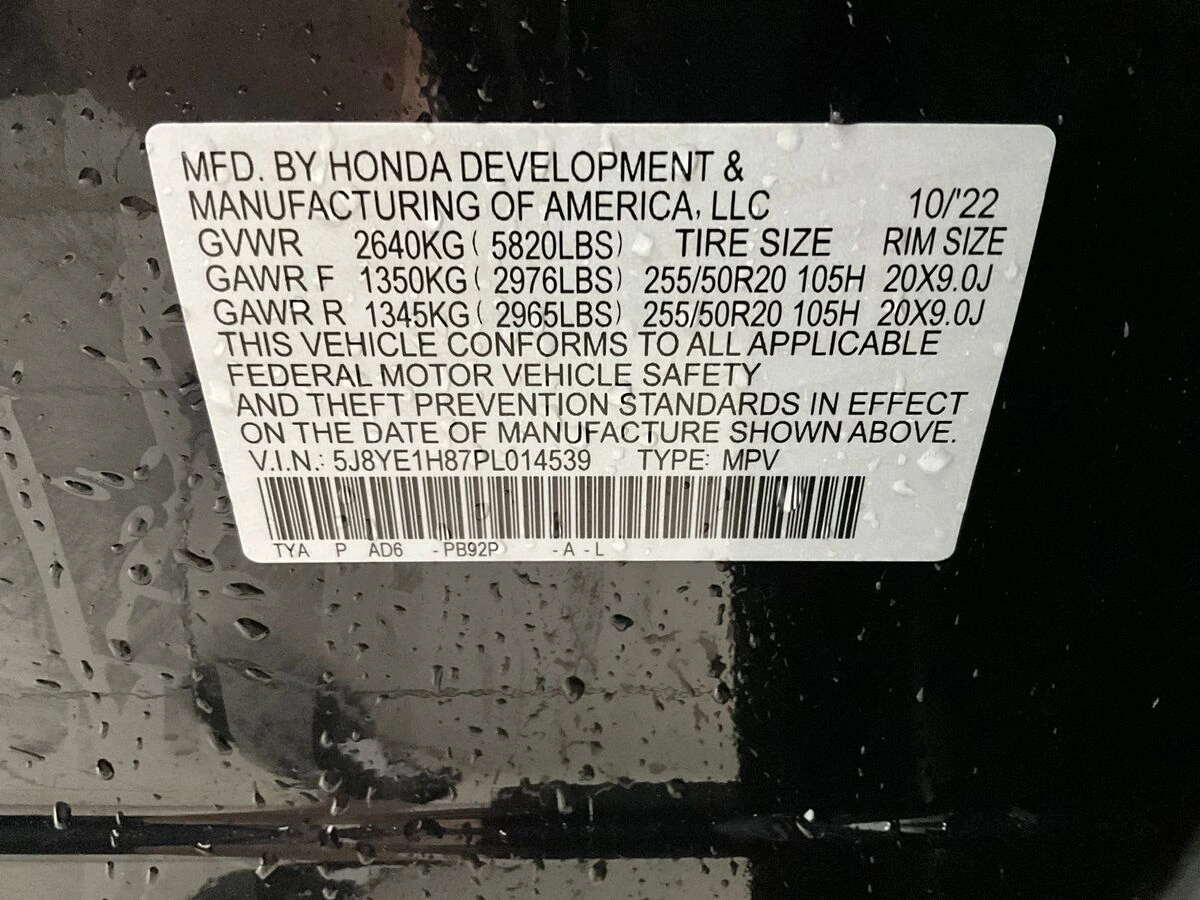 MFD. BY HONDA DEVELOPMENT &
MANUFACTURING OF AMERICA, LLC 10/'22
GVWR 2640KG ( 5820LBS) TIRE SIZE RIM SIZE
GAWR F 1350KG ( 2976LBS) 255/50R20 105H 20X9.0J
GAWR R 1345KG ( 2965LBS) 255/50R20 105H 20X9.0J
THIS VEHICLE CONFORMS TO ALL APPLICABLE
FEDERAL MOTOR VEHICLE SAFETY
AND THEFT PREVENTION STANDARDS IN EFFECT
ON THE DATE OF MANUFACTURE SHOWN ABOVE.
V.I.N.: 5J8YE1H87PL014539 TYPE: MPV
TYA P AD6 - PB92P - A - L